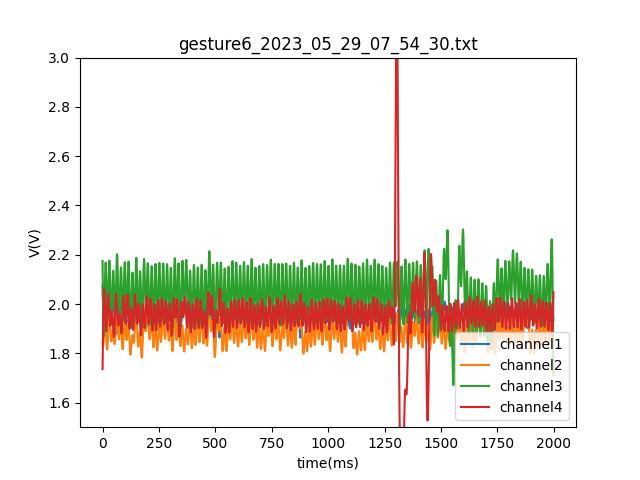 gesture6_2023_05_29_07_54_30.txt
V(V)
3.0
2.8
2.6
2.4
2.2
2.0
1.8
1.6
channel1
channel2
channel3
channel4
0 250 500 750 1000 1250 1500 1750 2000
time(ms)